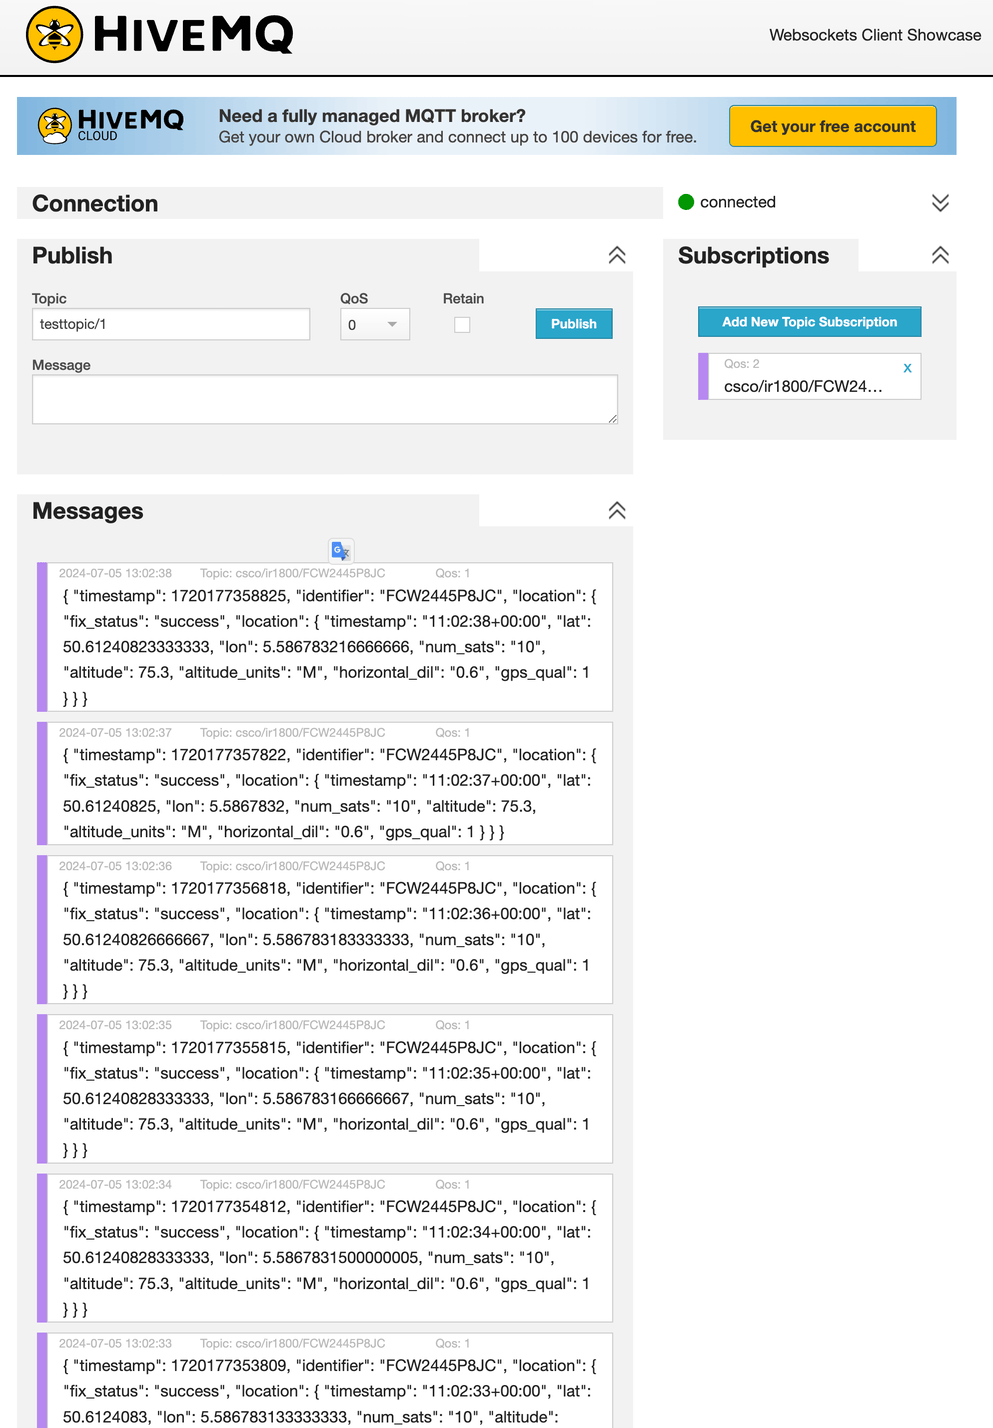 HIVEMQ
Websockets Client Showcase
HIVEMQ
CLOUD
Need a fully managed MQTT broker?
Get your own Cloud broker and connect up to 100 devices for free.
Get your free account
Connection
connected
Publish
Topic
QoS
Retain
testtopic/1
0
Publish
Message
Subscriptions
Add New Topic Subscription
Qos: 2
x
csco/ir1800/FCW24...
Messages
G
2024-07-05 13:02:38 Topic: csco/ir1800/FCW2445P8JC Qos: 1
{ "timestamp": 1720177358825, "identifier": "FCW2445P8JC", "location": {
"fix_status": "success", "location": { "timestamp": "11:02:38+00:00", "lat":
50.61240823333333, "lon": 5.586783216666666, "num_sats": "10",
"altitude": 75.3, "altitude_units": "M", "horizontal_dil": "0.6", "gps_qual": 1
} } }
2024-07-05 13:02:37 Topic: csco/ir1800/FCW2445P8JC Qos: 1
{ "timestamp": 1720177357822, "identifier": "FCW2445P8JC", "location": {
"fix_status": "success", "location": { "timestamp": "11:02:37+00:00", "lat":
50.61240825, "lon": 5.5867832, "num_sats": "10", "altitude": 75.3,
"altitude_units": "M", "horizontal_dil": "0.6", "gps_qual": 1 } } }
2024-07-05 13:02:36 Topic: csco/ir1800/FCW2445P8JC Qos: 1
{ "timestamp": 1720177356818, "identifier": "FCW2445P8JC", "location": {
"fix_status": "success", "location": { "timestamp": "11:02:36+00:00", "lat":
50.61240826666667, "lon": 5.586783183333333, "num_sats": "10",
"altitude": 75.3, "altitude_units": "M", "horizontal_dil": "0.6", "gps_qual": 1
} } }
2024-07-05 13:02:35 Topic: csco/ir1800/FCW2445P8JC Qos: 1
{ "timestamp": 1720177355815, "identifier": "FCW2445P8JC", "location": {
"fix_status": "success", "location": { "timestamp": "11:02:35+00:00", "lat":
50.61240828333333, "lon": 5.586783166666667, "num_sats": "10",
"altitude": 75.3, "altitude_units": "M", "horizontal_dil": "0.6", "gps_qual": 1
} } }
2024-07-05 13:02:34 Topic: csco/ir1800/FCW2445P8JC Qos: 1
{ "timestamp": 1720177354812, "identifier": "FCW2445P8JC", "location": {
"fix_status": "success", "location": { "timestamp": "11:02:34+00:00", "lat":
50.61240828333333, "lon": 5.5867831500000005, "num_sats": "10",
"altitude": 75.3, "altitude_units": "M", "horizontal_dil": "0.6", "gps_qual": 1
} } }
2024-07-05 13:02:33 Topic: csco/ir1800/FCW2445P8JC Qos: 1
{ "timestamp": 1720177353809, "identifier": "FCW2445P8JC", "location": {
"fix_status": "success", "location": { "timestamp": "11:02:33+00:00", "lat":
50.6124083, "lon": 5.586783133333333, "num_sats": "10", "altitude":